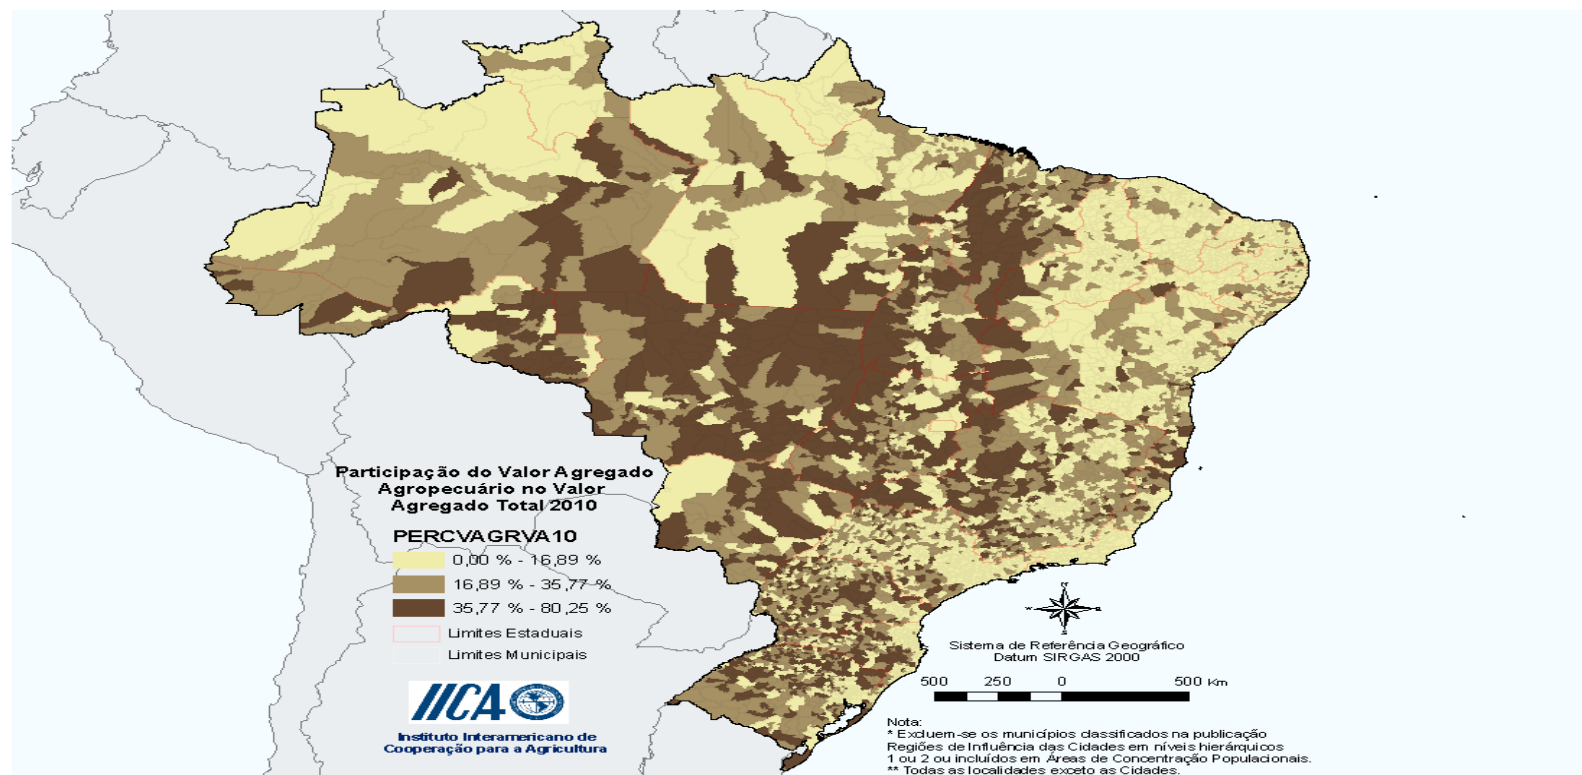 Participação do Valor Agregado
Agropecuário no Valor
Agregado Total 2010
PERCVAGRVA10
0,00 % - 16,89 %
16,89 % - 35,77 %
35,77 % - 80,25 %
Limites Estaduais
Limites Municipais
IICA
Instituto Interamericano de
Cooperação para a Agricultura
N
W E
S
Sistema de Referência Geográfico
Datum SIRGAS 2000
500 250 0 500 Km
Nota:
* Excluem-se os municípios classificados na publicação
Regiões de Influência das Cidades em níveis hierárquicos
1 ou 2 ou incluídos em Áreas de Concentração Populacionais.
** Todas as localidades exceto as Cidades.